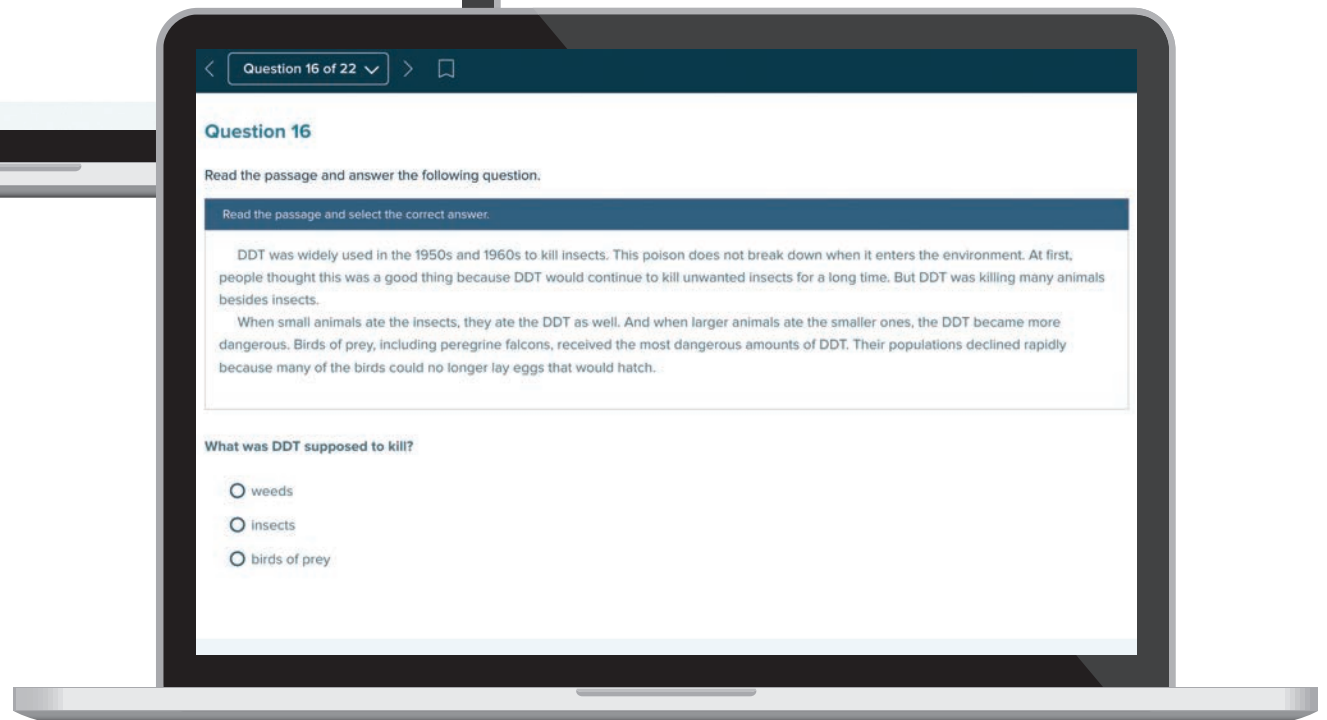 Question 16 of 22
Question 16
Read the passage and answer the following question.
Read the passage and select the correct answer.
DDT was widely used in the 1950s and 1960s to kill insects. This poison does not break down when it enters the environment. At first,
people thought this was a good thing because DDT would continue to kill unwanted insects for a long time. But DDT was killing many animals
besides insects.
When small animals ate the insects, they ate the DDT as well. And when larger animals ate the smaller ones, the DDT became more
dangerous. Birds of prey, including peregrine falcons, received the most dangerous amounts of DDT. Their populations declined rapidly
because many of the birds could no longer lay eggs that would hatch.
What was DDT supposed to kill?
weeds
insects
birds of prey